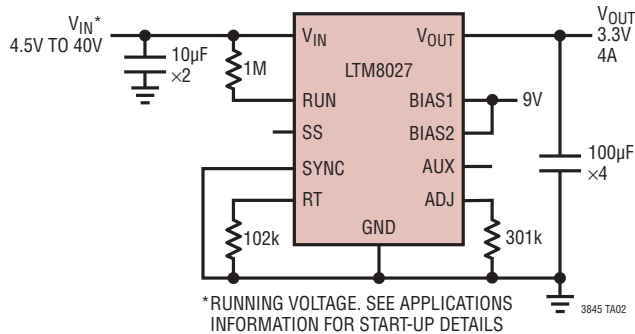 VIN*
4.5V TO 40V
10µF
×2
1M
VIN
VOUT
LTM8027
RUN
BIAS1
SS
BIAS2
SYNC
AUX
RT
ADJ
GND
9V
VOUT
3.3V
4A
100µF
×4
102k
301k
*RUNNING VOLTAGE. SEE APPLICATIONS
INFORMATION FOR START-UP DETAILS
3845 TA02